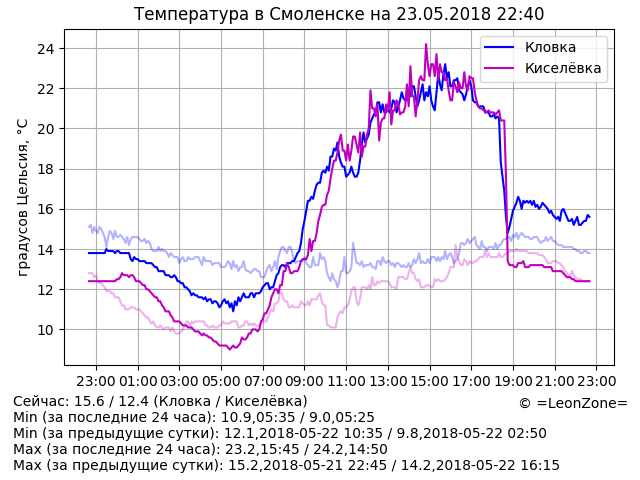 Температура в Смоленске на 23.05.2018 22:40
градусов Цельсия, °C
24
22
20
18
16
14
12
10
Кловка
Киселёвка
23:00 01:00 03:00 05:00 07:00 09:00 11:00 13:00 15:00 17:00 19:00 21:00 23:00
Сейчас: 15.6 / 12.4 (Кловка / Киселёвка)
© =LeonZone=
Min (за последние 24 часа): 10.9,05:35 / 9.0,05:25
Min (за предыдущие сутки): 12.1,2018-05-22 10:35 / 9.8,2018-05-22 02:50
Max (за последние 24 часа): 23.2,15:45 / 24.2,14:50
Max (за предыдущие сутки): 15.2,2018-05-21 22:45 / 14.2,2018-05-22 16:15